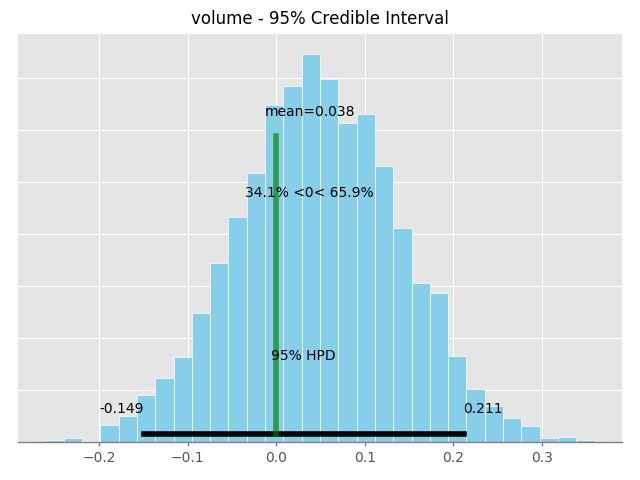 volume - 95% Credible Interval
mean=0.038
34.1% <0< 65.9%
95% HPD
-0.149
0.211
−0.2
−0.1
0.0
0.1
0.2
0.3